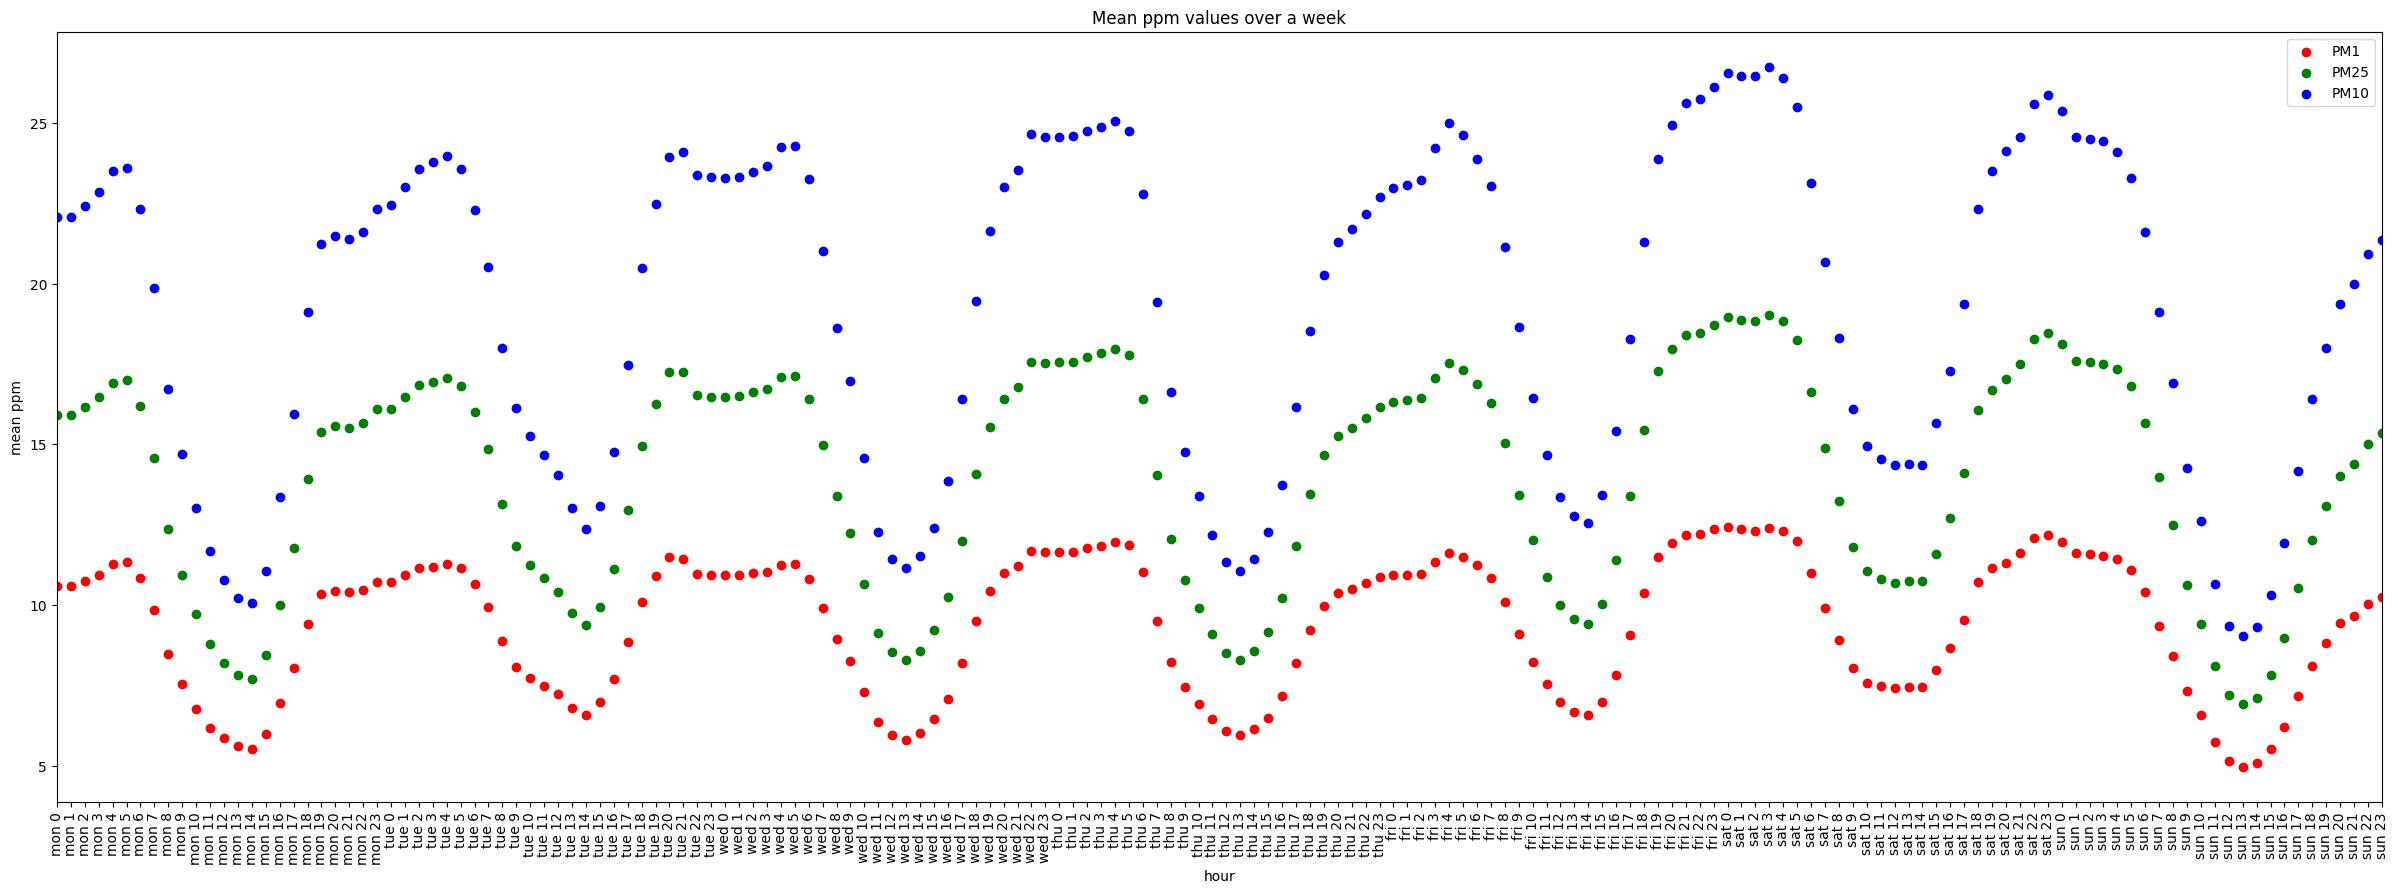 Mean ppm values over a week
PM1
PM25
PM10
mean ppm
25
20
15
10
5
mon 0
mon 1
mon 2
mon 3
mon 4
mon 5
mon 6
mon 7
mon 8
mon 9
mon 10
mon 11
mon 12
mon 13
mon 14
mon 15
mon 16
mon 17
mon 18
mon 19
mon 20
mon 21
mon 22
mon 23
tue 0
tue 1
tue 2
tue 3
tue 4
tue 5
tue 6
tue 7
tue 8
tue 9
tue 10
tue 11
tue 12
tue 13
tue 14
tue 15
tue 16
tue 17
tue 18
tue 19
tue 20
tue 21
tue 22
tue 23
wed 0
wed 1
wed 2
wed 3
wed 4
wed 5
wed 6
wed 7
wed 8
wed 9
wed 10
wed 11
wed 12
wed 13
wed 14
wed 15
wed 16
wed 17
wed 18
wed 19
wed 20
wed 21
wed 22
wed 23
thu 0
thu 1
thu 2
thu 3
thu 4
thu 5
thu 6
thu 7
thu 8
thu 9
thu 10
thu 11
thu 12
thu 13
thu 14
thu 15
thu 16
thu 17
thu 18
thu 19
thu 20
thu 21
thu 22
thu 23
fri 0
fri 1
fri 2
fri 3
fri 4
fri 5
fri 6
fri 7
fri 8
fri 9
fri 10
fri 11
fri 12
fri 13
fri 14
fri 15
fri 16
fri 17
fri 18
fri 19
fri 20
fri 21
fri 22
fri 23
sat 0
sat 1
sat 2
sat 3
sat 4
sat 5
sat 6
sat 7
sat 8
sat 9
sat 10
sat 11
sat 12
sat 13
sat 14
sat 15
sat 16
sat 17
sat 18
sat 19
sat 20
sat 21
sat 22
sat 23
sun 0
sun 1
sun 2
sun 3
sun 4
sun 5
sun 6
sun 7
sun 8
sun 9
sun 10
sun 11
sun 12
sun 13
sun 14
sun 15
sun 16
sun 17
sun 18
sun 19
sun 20
sun 21
sun 22
sun 23
hour